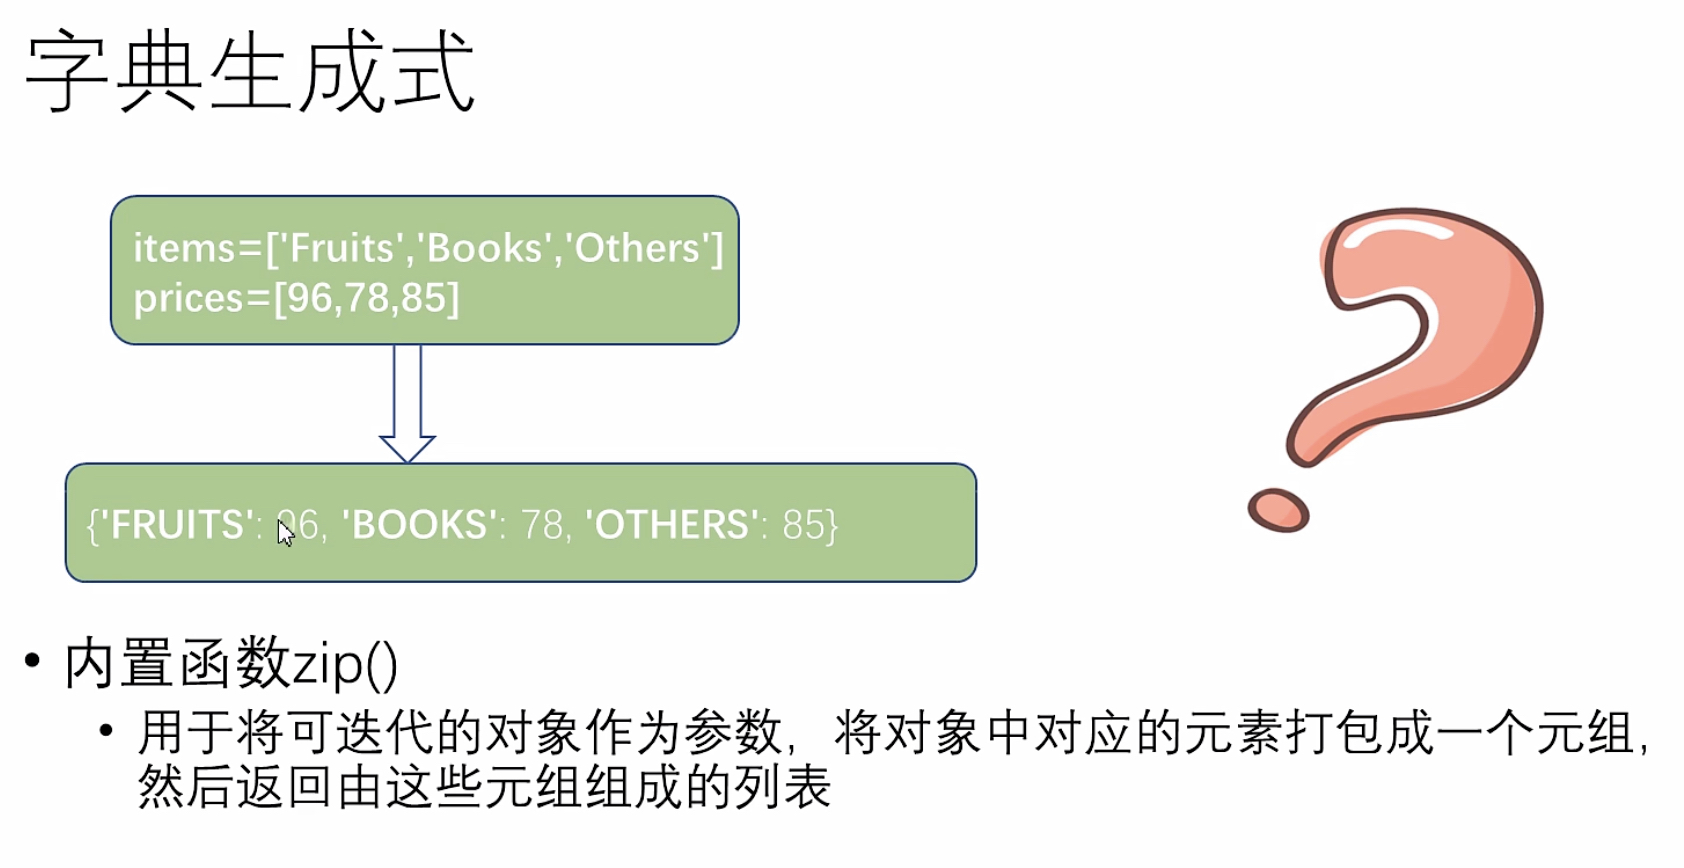 字典生成式
items=['Fruits','Books','Others']
prices=[96,78,85]
{'FRUITS': 96, 'BOOKS': 78, 'OTHERS': 85}
• 内置函数zip()
• 用于将可迭代的对象作为参数，将对象中对应的元素打包成一个元组，
然后返回由这些元组组成的列表